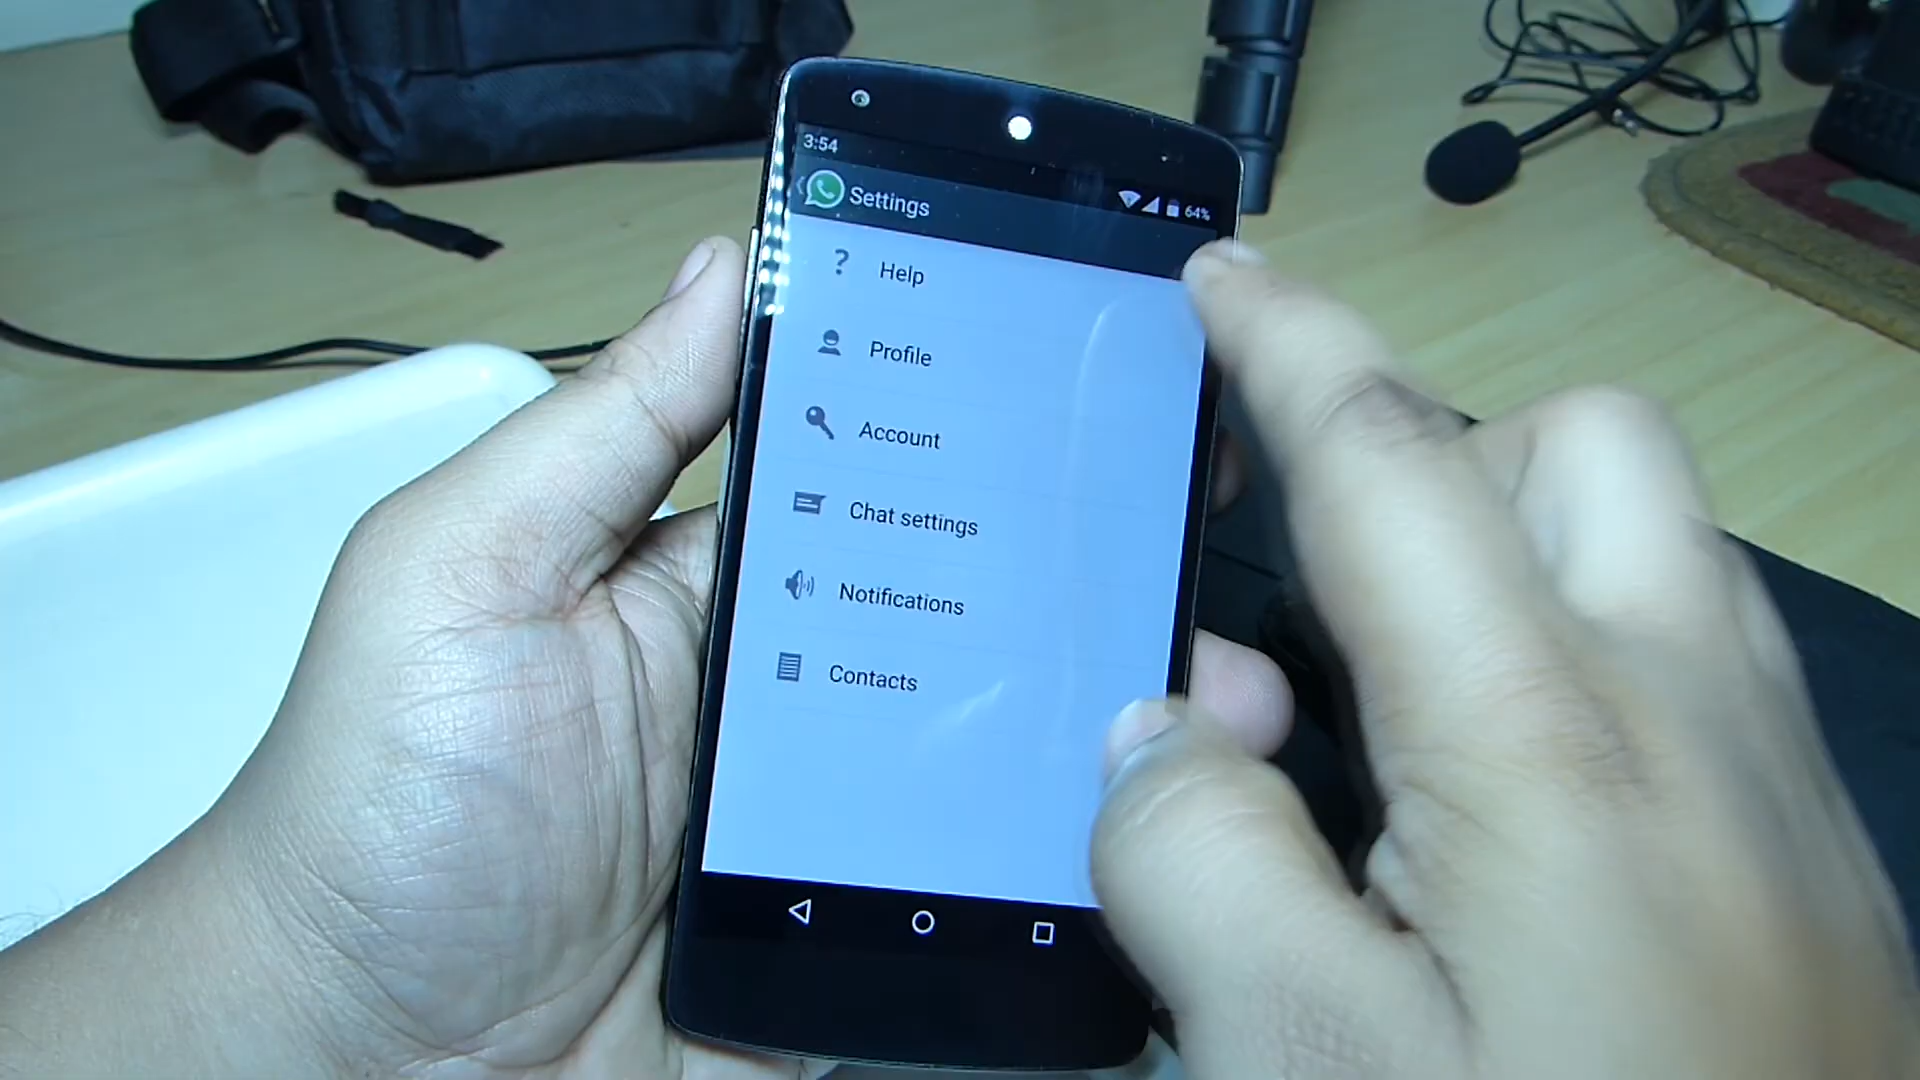 3:54
64%
Settings
Help
Profile
Account
Chat settings
Notifications
Contacts